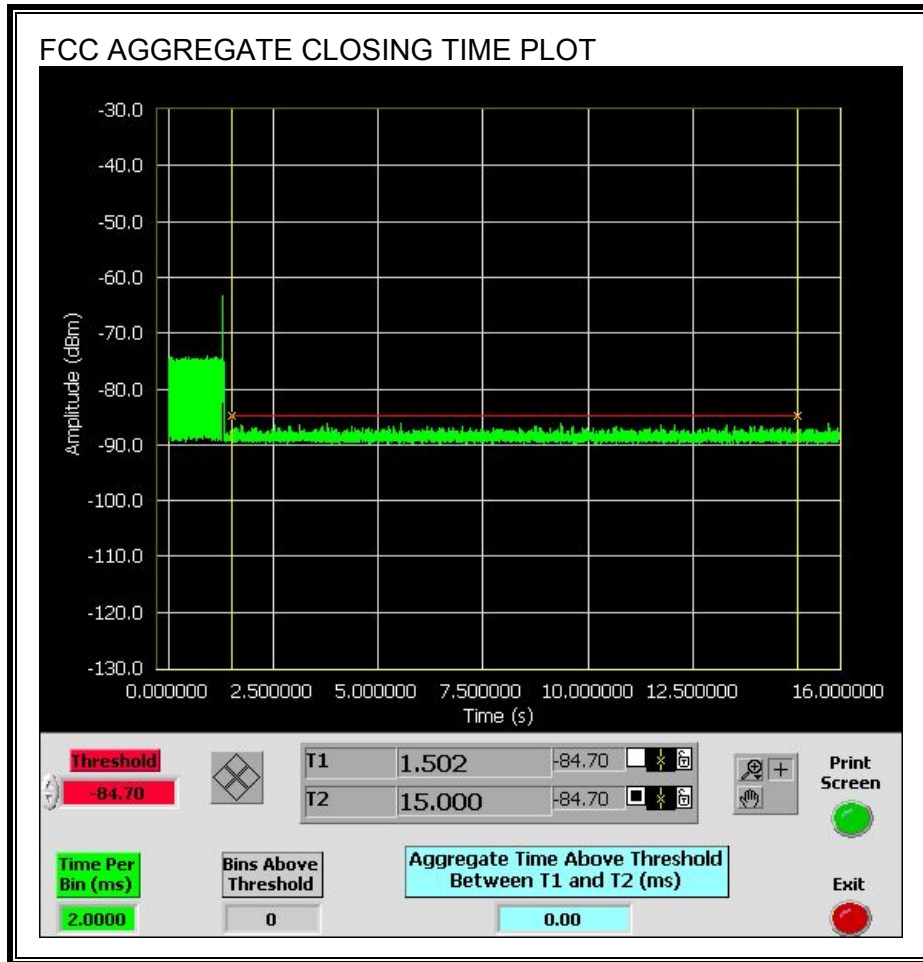 FCC AGGREGATE CLOSING TIME PLOT
-30.0
-40.0
-50.0
-60.0
-70.0
-80.0
-90.0
-100.0
-110.0
-120.0
-130.0
Amplitude (dBm)
0.000000 2.500000 5.000000 7.500000 10.000000 12.500000 16.000000
Time (s)
Threshold
-84.70
T1 1.502 -84.70
T2 15.000 -84.70
Print
Screen
Time Per
Bin (ms)
2.0000
Bins Above
Threshold
0
Aggregate Time Above Threshold
Between T1 and T2 (ms)
0.00
Exit